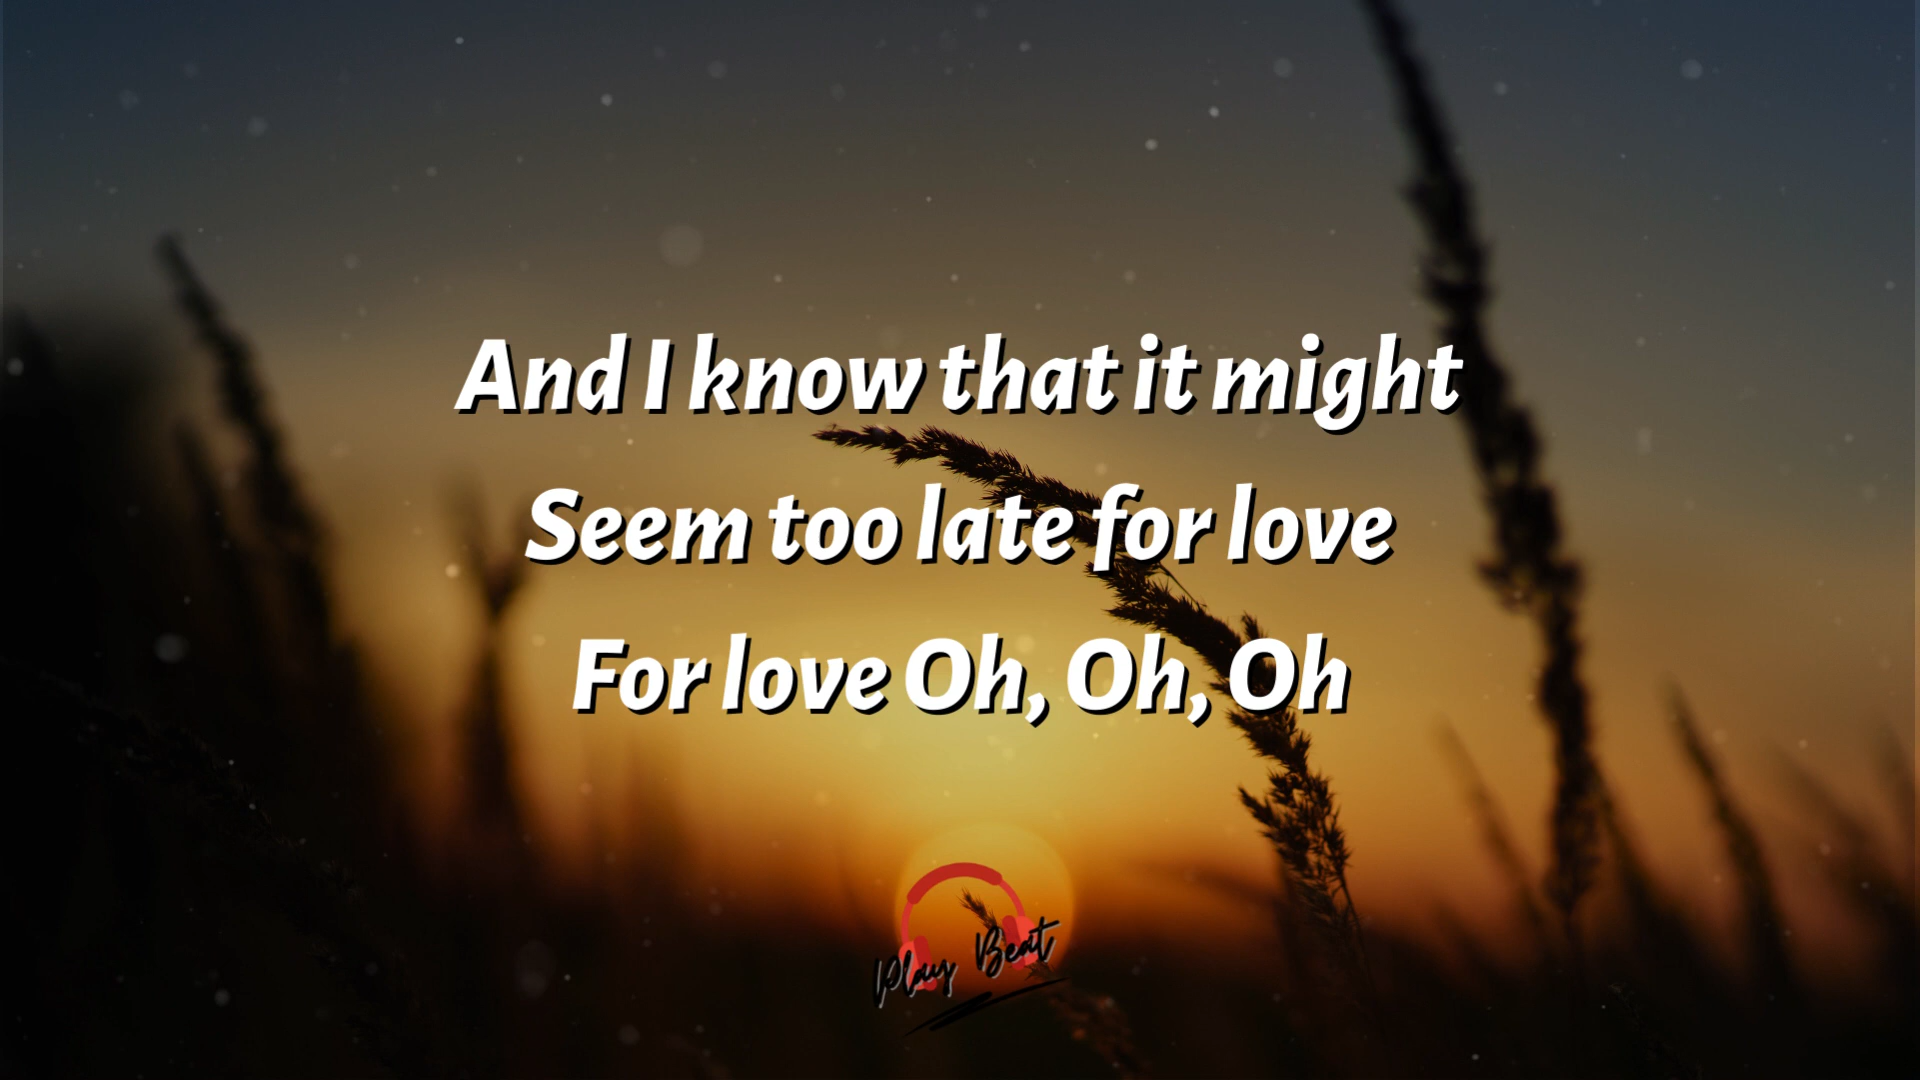 And I know that it might
Seem too late for love
For love Oh, Oh, Oh
Play Beat